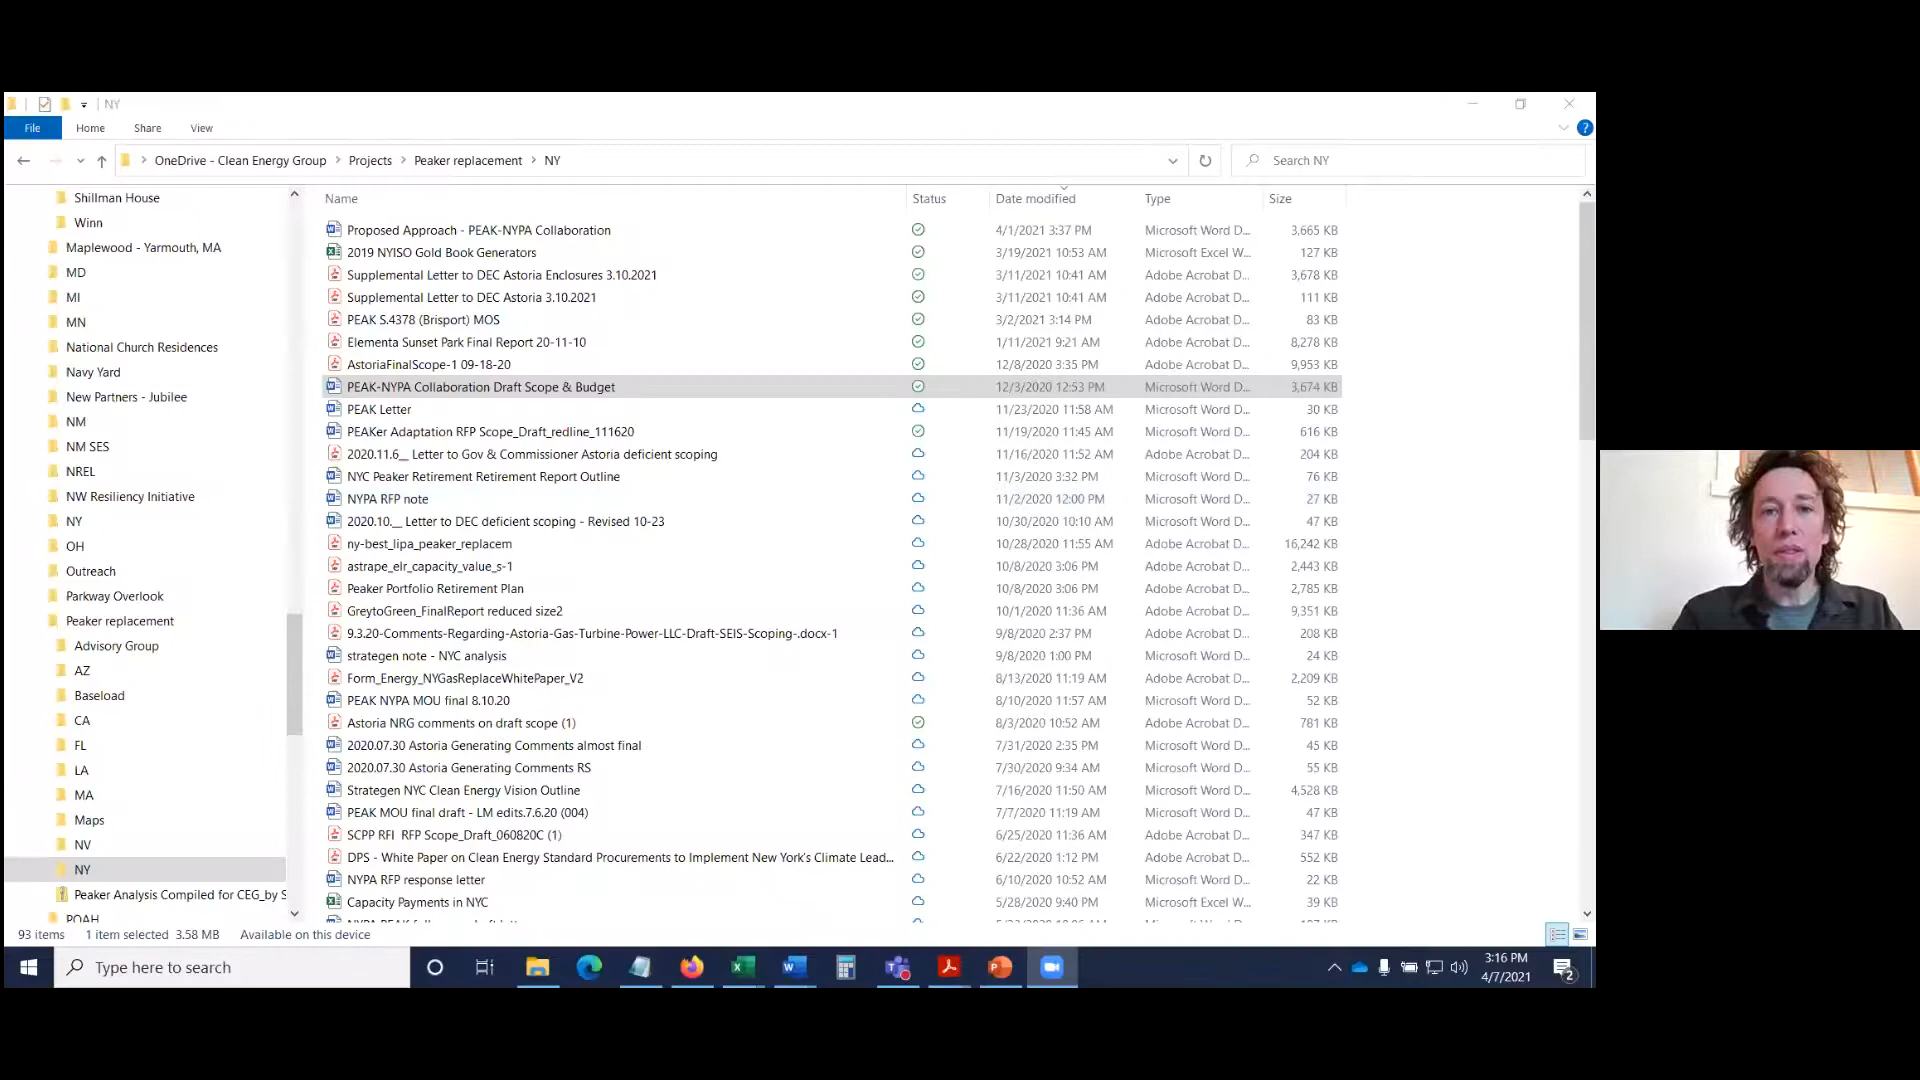 NY
File Home Share View
OneDrive - Clean Energy Group > Projects > Peaker replacement > NY
Search NY
Shillman House
Winn
Maplewood - Yarmouth, MA
MD
MI
MN
National Church Residences
Navy Yard
New Partners - Jubilee
NM
NM SES
NREL
NW Resiliency Initiative
NY
OH
Outreach
Parkway Overlook
Peaker replacement
Advisory Group
AZ
Baseload
CA
FL
LA
MA
Maps
NV
NY
Peaker Analysis Compiled for CEG_by S
POAH
Name Status Date modified Type Size
Proposed Approach - PEAK-NYPA Collaboration 4/1/2021 3:37 PM Microsoft Word D... 3,665 KB
2019 NYISO Gold Book Generators 3/19/2021 10:53 AM Microsoft Excel W... 127 KB
Supplemental Letter to DEC Astoria Enclosures 3.10.2021 3/11/2021 10:41 AM Adobe Acrobat D... 3,678 KB
Supplemental Letter to DEC Astoria 3.10.2021 3/11/2021 10:41 AM Adobe Acrobat D... 111 KB
PEAK S.4378 (Brisport) MOS 3/2/2021 3:14 PM Adobe Acrobat D... 83 KB
Elementa Sunset Park Final Report 20-11-10 1/11/2021 9:21 AM Adobe Acrobat D... 8,278 KB
AstoriaFinalScope-1 09-18-20 12/8/2020 3:35 PM Adobe Acrobat D... 9,953 KB
PEAK-NYPA Collaboration Draft Scope & Budget 12/3/2020 12:53 PM Microsoft Word D... 3,674 KB
PEAK Letter 11/23/2020 11:58 AM Microsoft Word D... 30 KB
PEAKer Adaptation RFP Scope_Draft_redline_111620 11/19/2020 11:45 AM Microsoft Word D... 616 KB
2020.11.6__ Letter to Gov & Commissioner Astoria deficient scoping 11/16/2020 11:52 AM Adobe Acrobat D... 204 KB
NYC Peaker Retirement Retirement Report Outline 11/3/2020 3:32 PM Microsoft Word D... 76 KB
NYPA RFP note 11/2/2020 12:00 PM Microsoft Word D... 27 KB
2020.10.__ Letter to DEC deficient scoping - Revised 10-23 10/30/2020 10:10 AM Microsoft Word D... 47 KB
ny-best_lipa_peaker_replacem 10/28/2020 11:55 AM Adobe Acrobat D... 16,242 KB
astrape_elr_capacity_value_s-1 10/8/2020 3:06 PM Adobe Acrobat D... 2,443 KB
Peaker Portfolio Retirement Plan 10/8/2020 3:06 PM Adobe Acrobat D... 2,785 KB
GreytoGreen_FinalReport reduced size2 10/1/2020 11:36 AM Adobe Acrobat D... 9,351 KB
9.3.20-Comments-Regarding-Astoria-Gas-Turbine-Power-LLC-Draft-SEIS-Scoping-.docx-1 9/8/2020 2:37 PM Adobe Acrobat D... 208 KB
strategen note - NYC analysis 9/8/2020 1:00 PM Microsoft Word D... 24 KB
Form_Energy_NYGasReplaceWhitePaper_V2 8/13/2020 11:19 AM Adobe Acrobat D... 2,209 KB
PEAK NYPA MOU final 8.10.20 8/10/2020 11:57 AM Microsoft Word D... 52 KB
Astoria NRG comments on draft scope (1) 8/3/2020 10:52 AM Adobe Acrobat D... 781 KB
2020.07.30 Astoria Generating Comments almost final 7/31/2020 2:35 PM Microsoft Word D... 45 KB
2020.07.30 Astoria Generating Comments RS 7/30/2020 9:34 AM Microsoft Word D... 55 KB
Strategen NYC Clean Energy Vision Outline 7/16/2020 11:50 AM Microsoft Word D... 4,528 KB
PEAK MOU final draft - LM edits.7.6.20 (004) 7/7/2020 11:19 AM Microsoft Word D... 47 KB
SCPP RFI RFP Scope_Draft_060820C (1) 6/25/2020 11:36 AM Adobe Acrobat D... 347 KB
DPS - White Paper on Clean Energy Standard Procurements to Implement New York's Climate Lead... 6/22/2020 1:12 PM Adobe Acrobat D... 552 KB
NYPA RFP response letter 6/10/2020 10:52 AM Microsoft Word D... 22 KB
Capacity Payments in NYC 5/28/2020 9:40 PM Microsoft Excel W... 39 KB
93 items 1 item selected 3.58 MB Available on this device
Type here to search
3:16 PM
4/7/2021
2